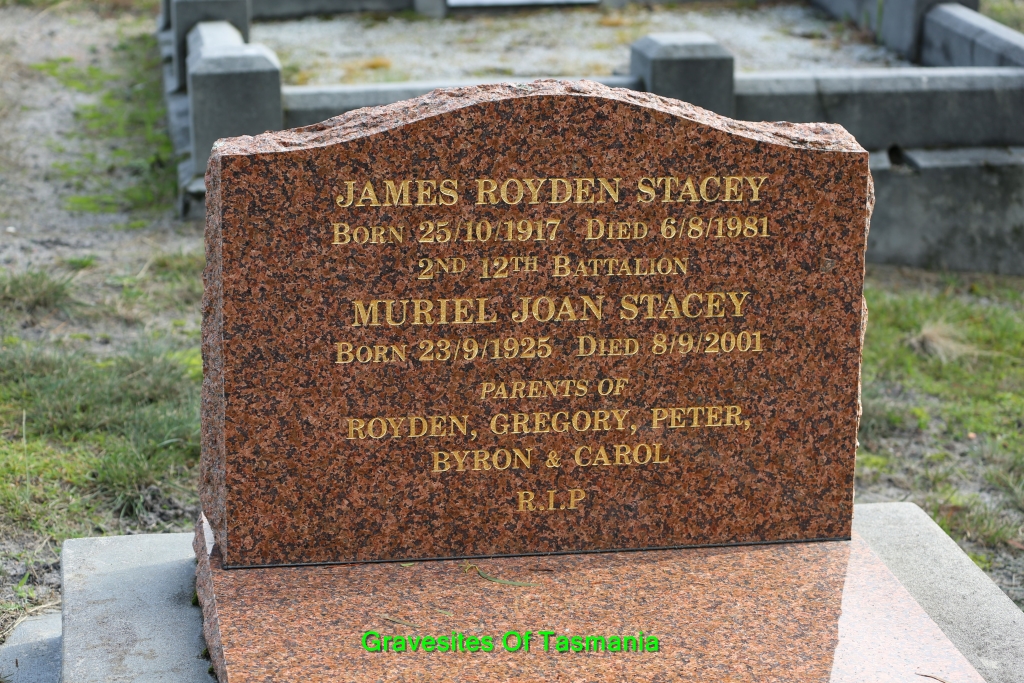 JAMES ROYDEN STACEY
BORN 25/10/1917 DIED 6/8/1981
2ND 12TH BATTALION
MURIEL JOAN STACEY
BORN 23/9/1925 DIED 8/9/2001
PARENTS OF
ROYDEN, GREGORY, PETER,
BYRON & CAROL
R.I.P
Gravesites Of Tasmania